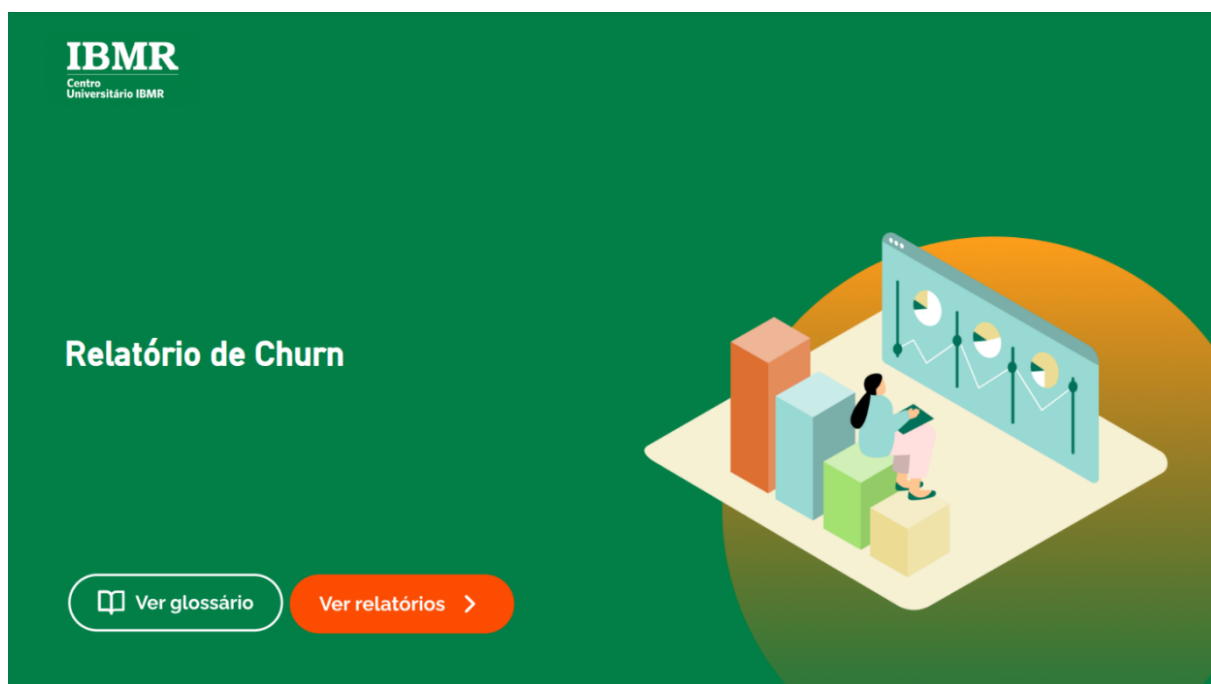 IBMR
Centro
Universitário IBMR
Relatório de Churn
Ver glossário
Ver relatórios